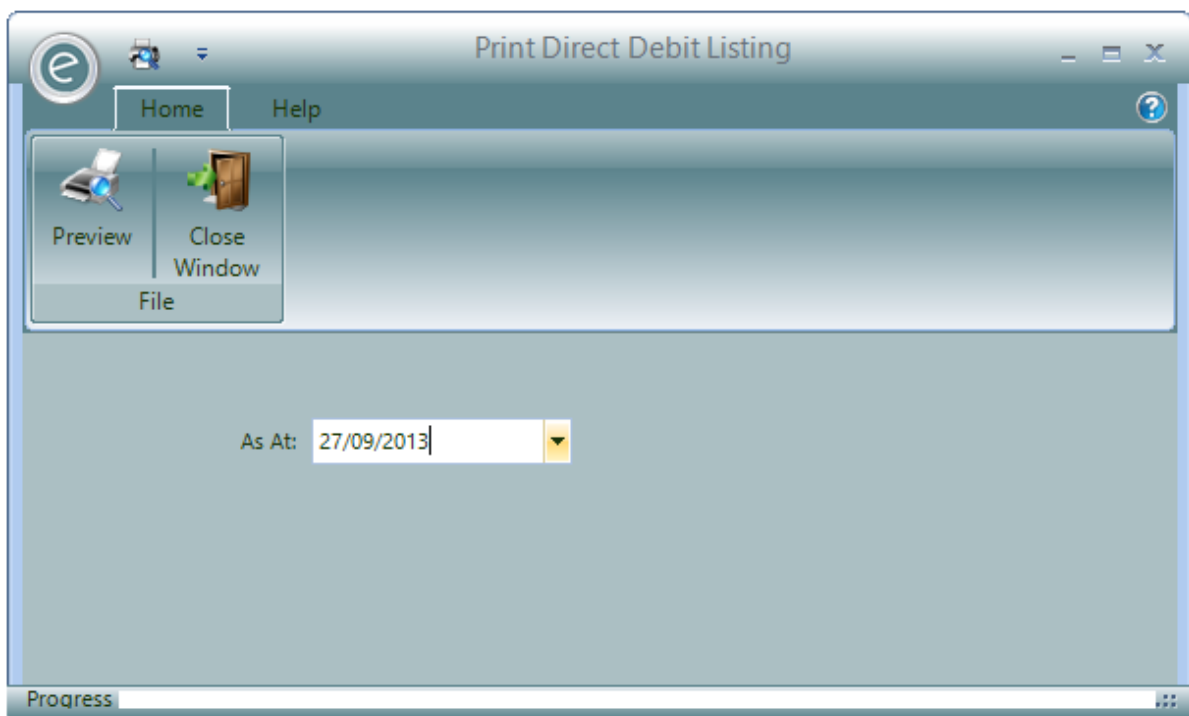 e
Print Direct Debit Listing
Home Help
?
Preview
Close
Window
File
As At: 27/09/2013
Progress